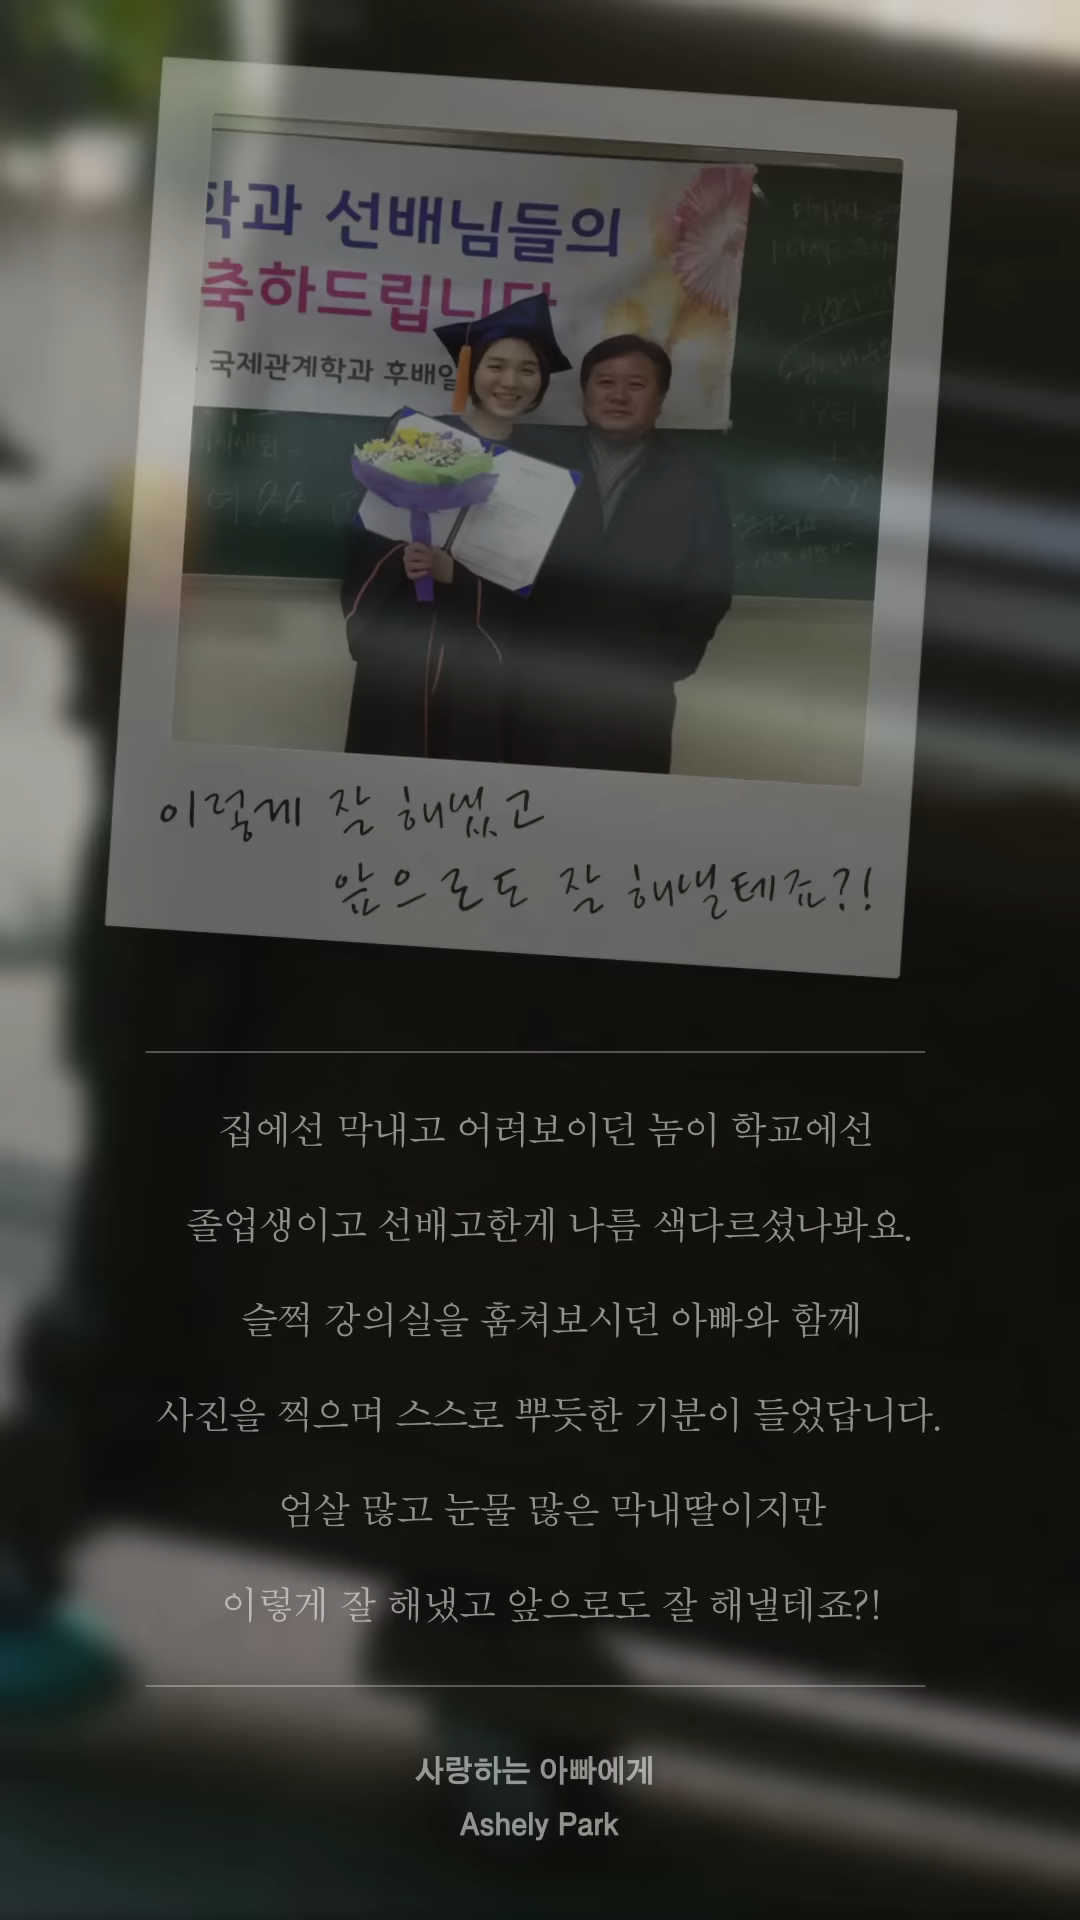 학과 선배님들의
축하드립니다
국제관계학과 후배일
이렇게 잘 해냈고
앞으로도 잘 해낼테죠?!
집에선 막내고 어려보이던 놈이 학교에선
졸업생이고 선배고한게 나름 색다르셨나봐요.
슬쩍 강의실을 훔쳐보시던 아빠와 함께
사진을 찍으며 스스로 뿌듯한 기분이 들었답니다.
엄살 많고 눈물 많은 막내딸이지만
이렇게 잘 해냈고 앞으로도 잘 해낼테죠?!
사랑하는 아빠에게
Ashely Park